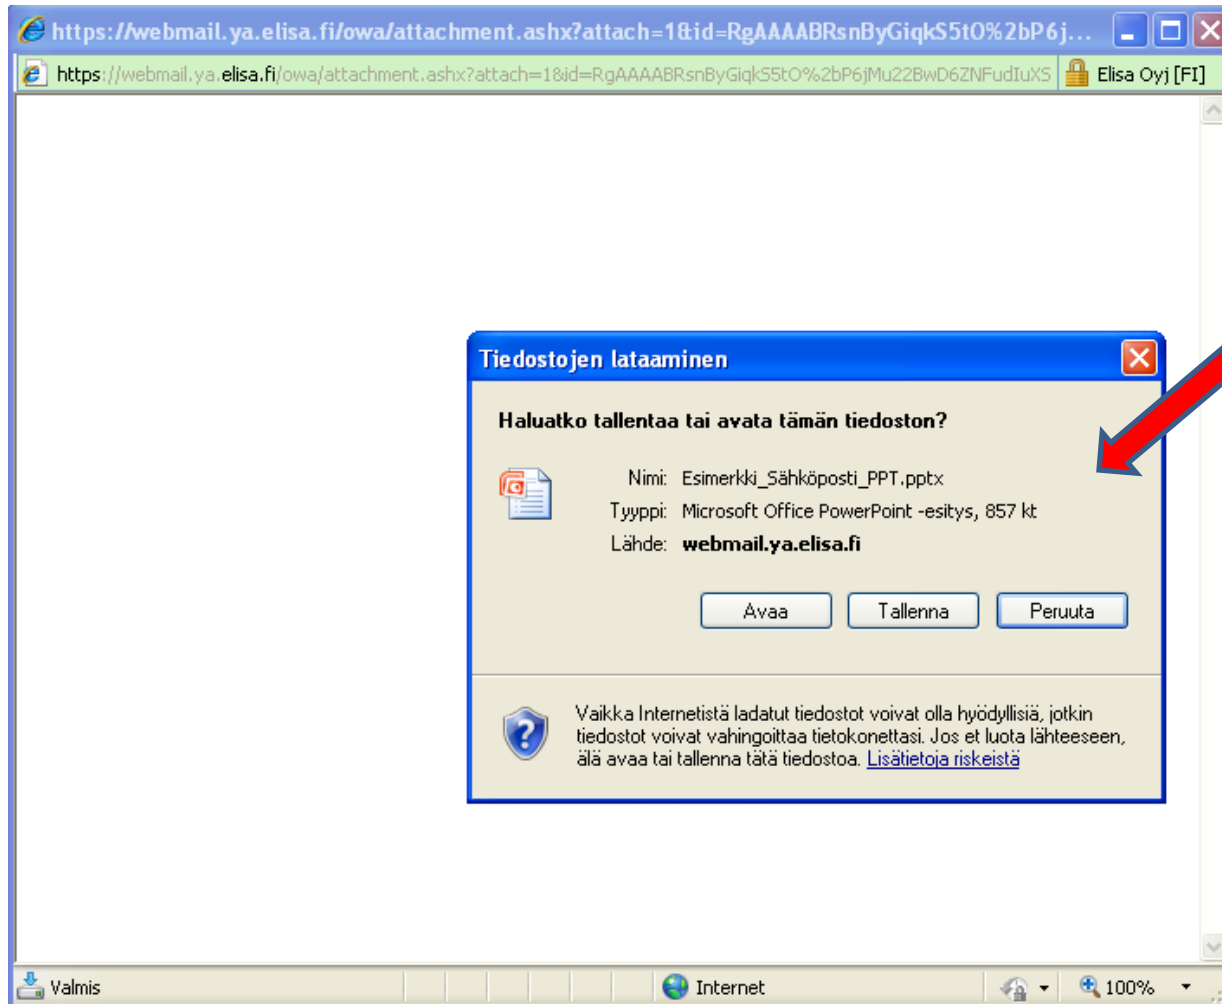 https://webmail.ya.elisa.fi/owa/attachment.ashx?attach=1&id=RgAAAABRsnByGiqkS5tO%2bP6j...
https://webmail.ya.elisa.fi/owa/attachment.ashx?attach=1&id=RgAAAABRsnByGiqkS5tO%2bP6jMu22BwD6ZNFudIuXS
Elisa Oyj [FI]
Tiedostojen lataaminen
Haluatko tallentaa tai avata tämän tiedoston?
Nimi: Esimerkki_Sähköposti_PPT.pptx
Tyyppi: Microsoft Office PowerPoint -esitys, 857 kt
Lähde: webmail.ya.elisa.fi
Avaa Tallenna Peruuta
Vaikka Internetistä ladatut tiedostot voivat olla hyödyllisiä, jotkin
tiedostot voivat vahingoittaa tietokonettasi. Jos et luota lähteeseen,
älä avaa tai tallenna tätä tiedostoa. Lisätietoja riskeistä
Valmis Internet 100%